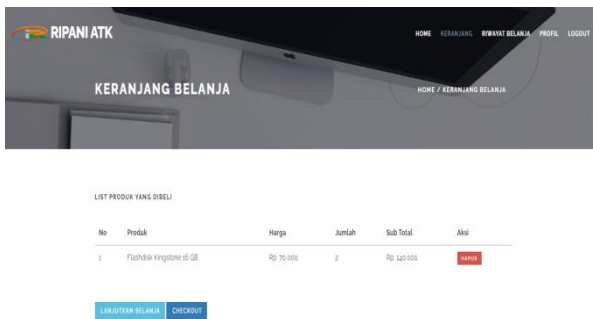 RIPANI ATK
HOME KERANJANG RIWAYAT BELANJA PROFIL LOGOUT
KERANJANG BELANJA
HOME / KERANJANG BELANJA
LIST PRODUK YANG DIBELI
No Produk Harga Jumlah Sub Total Aksi
1 Flashdisk Kingstone 16 GB Rp. 70,000 2 Rp. 140,000 HAPUS
LANJUTKAN BELANJA CHECKOUT